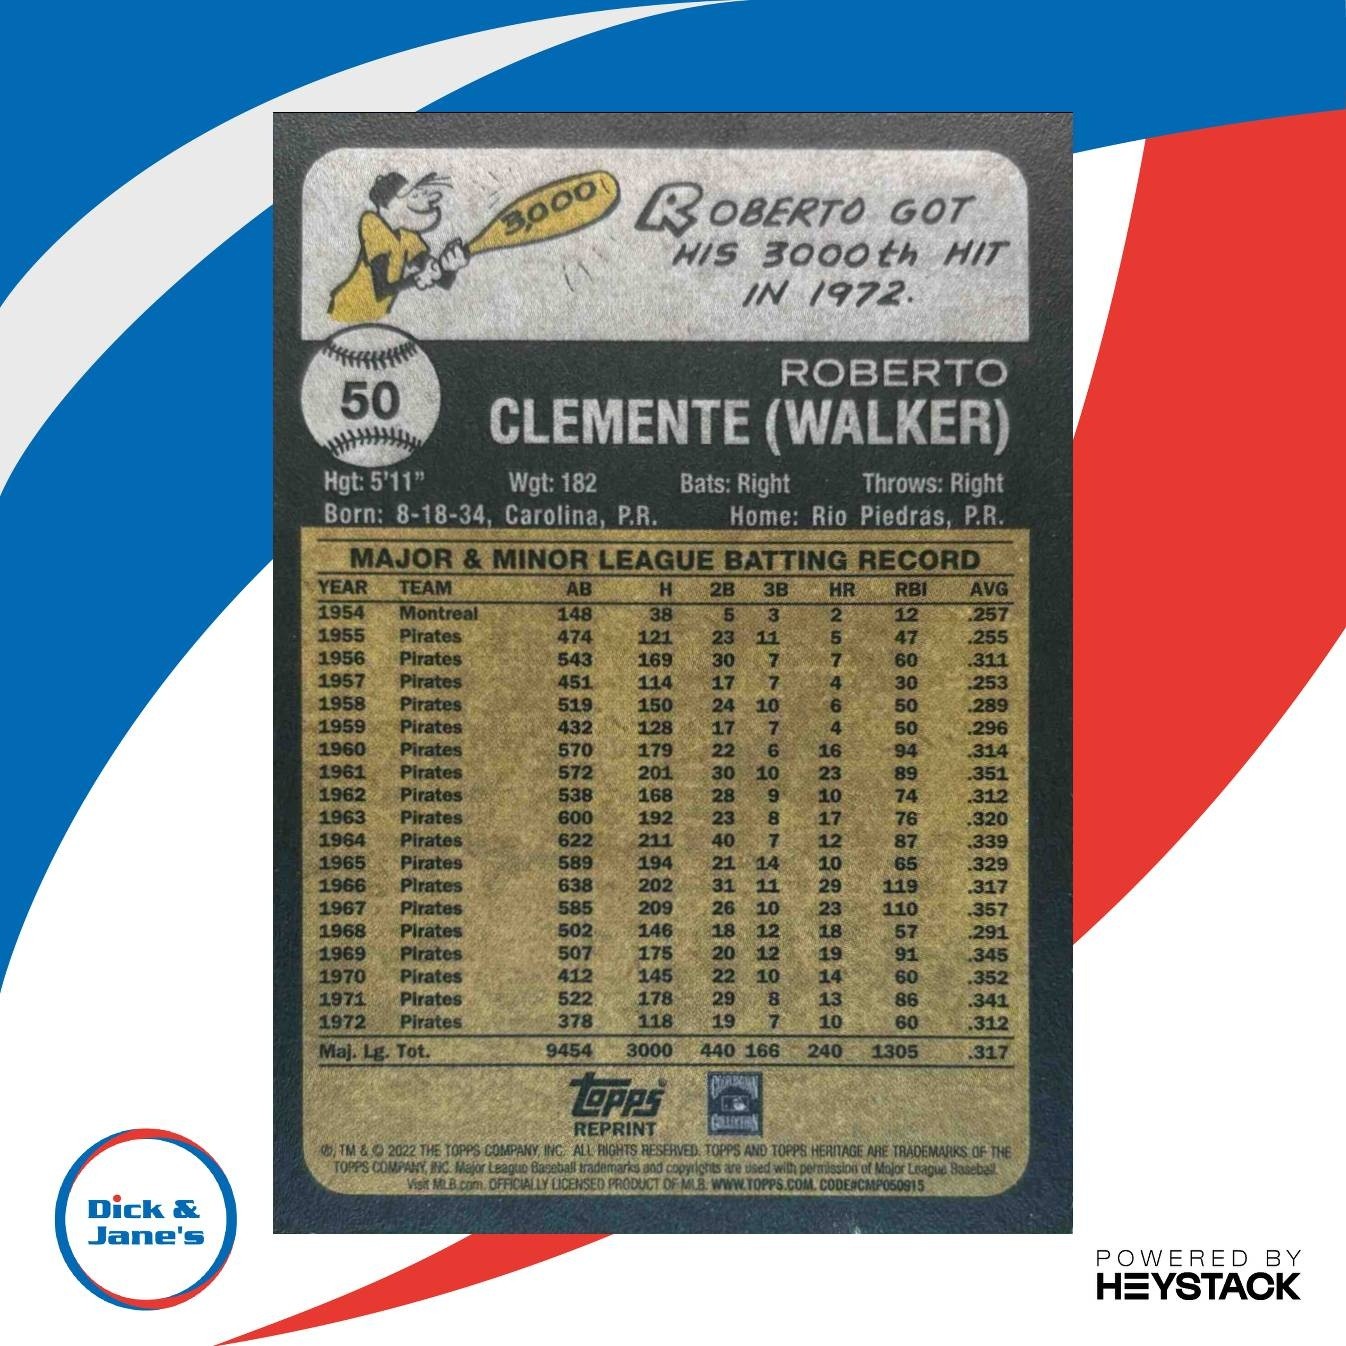 3,000
ROBERTO GOT
HIS 3000th HIT
IN 1972.
50
ROBERTO
CLEMENTE (WALKER)
Hgt: 5'11" Wgt: 182 Bats: Right Throws: Right
Born: 8-18-34, Carolina, P.R. Home: Rio Piedras, P.R.
MAJOR & MINOR LEAGUE BATTING RECORD
YEAR TEAM AB H 2B 3B HR RBI AVG
1954 Montreal 148 38 5 3 2 12 .257
1955 Pirates 474 121 23 11 5 47 .255
1956 Pirates 543 169 30 7 7 60 .311
1957 Pirates 451 114 17 7 4 30 .253
1958 Pirates 519 150 24 10 6 50 .289
1959 Pirates 432 128 17 7 4 50 .296
1960 Pirates 570 179 22 6 16 94 .314
1961 Pirates 572 201 30 10 23 89 .351
1962 Pirates 538 168 28 9 10 74 .312
1963 Pirates 600 192 23 8 17 76 .320
1964 Pirates 622 211 40 7 12 87 .339
1965 Pirates 589 194 21 14 10 65 .329
1966 Pirates 638 202 31 11 29 119 .317
1967 Pirates 585 209 26 10 23 110 .357
1968 Pirates 502 146 18 12 18 57 .291
1969 Pirates 507 175 20 12 19 91 .345
1970 Pirates 412 145 22 10 14 60 .352
1971 Pirates 522 178 29 8 13 86 .341
1972 Pirates 378 118 19 7 10 60 .312
Maj. Lg. Tot. 9454 3000 440 166 240 1305 .317
topps
REPRINT
COOPERSTOWN
COLLECTION
®, TM & © 2022 THE TOPPS COMPANY, INC. ALL RIGHTS RESERVED. TOPPS AND TOPPS HERITAGE ARE TRADEMARKS OF THE
TOPPS COMPANY, INC. Major League Baseball trademarks and copyrights are used with permission of Major League Baseball.
Visit MLB.com. OFFICIALLY LICENSED PRODUCT OF MLB. WWW.TOPPS.COM. CODE#CMP050915
Dick &
Jane's
POWERED BY
HEYSTACK